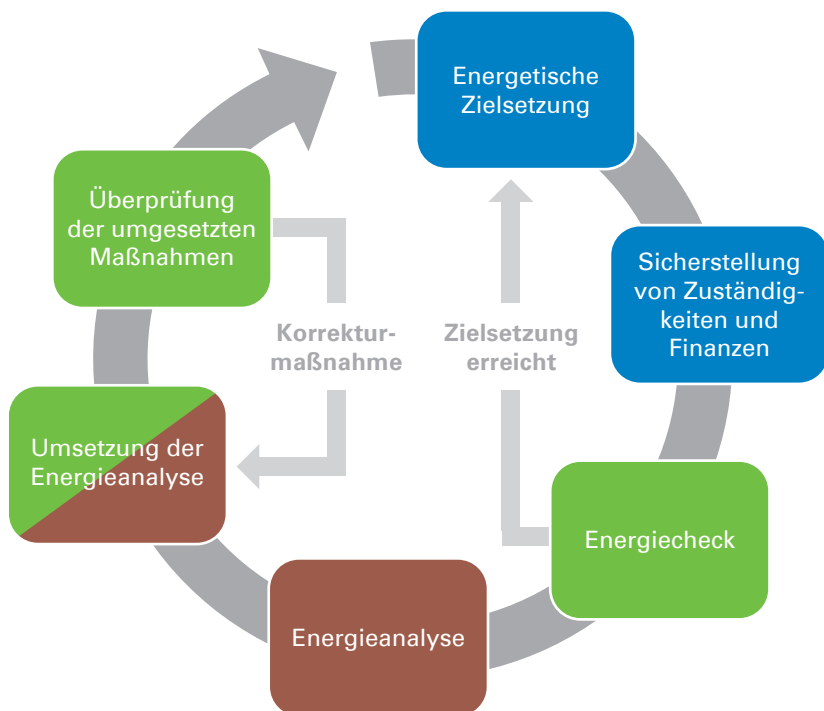 Energetische
Zielsetzung
Sicherstellung
von Zuständig-
keiten und
Finanzen
Energiecheck
Energieanalyse
Umsetzung der
Energieanalyse
Überprüfung
der umgesetzten
Maßnahmen
Korrektur-
maßnahme
Zielsetzung
erreicht